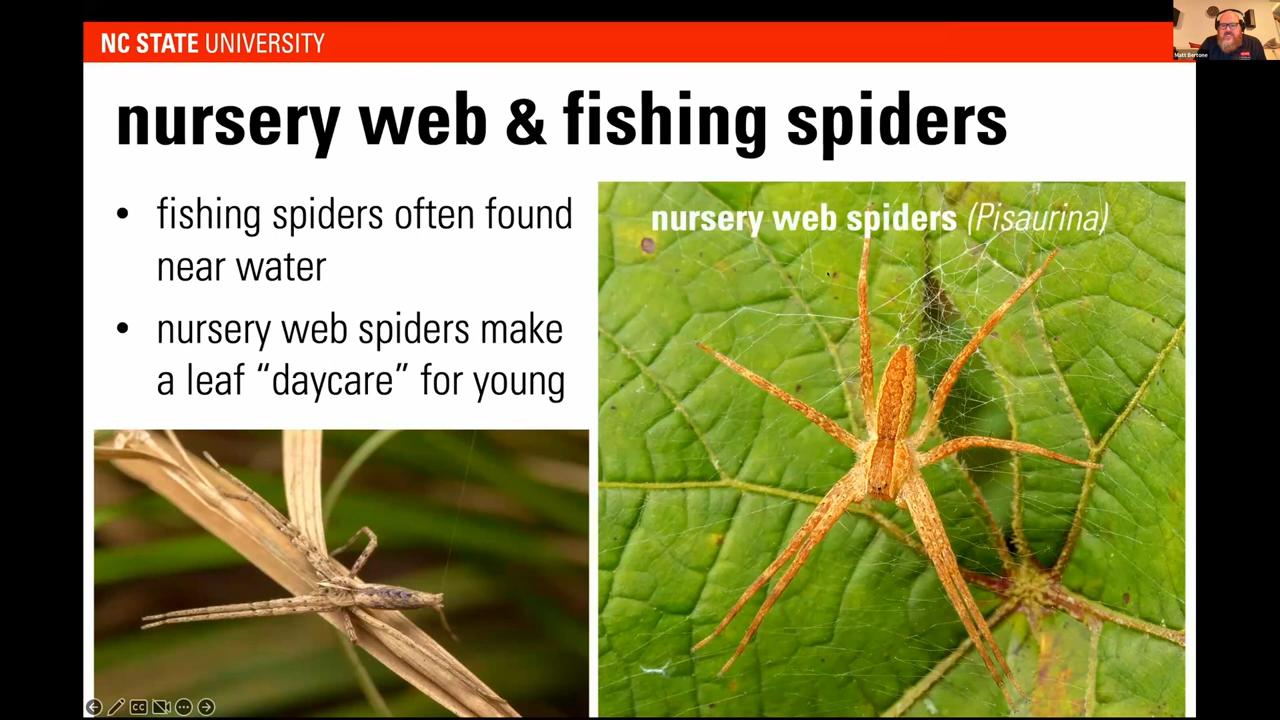 NC STATE UNIVERSITY
Matt Bertone
nursery web & fishing spiders
• fishing spiders often found
near water
• nursery web spiders make
a leaf “daycare” for young
nursery web spiders (Pisaurina)
CC